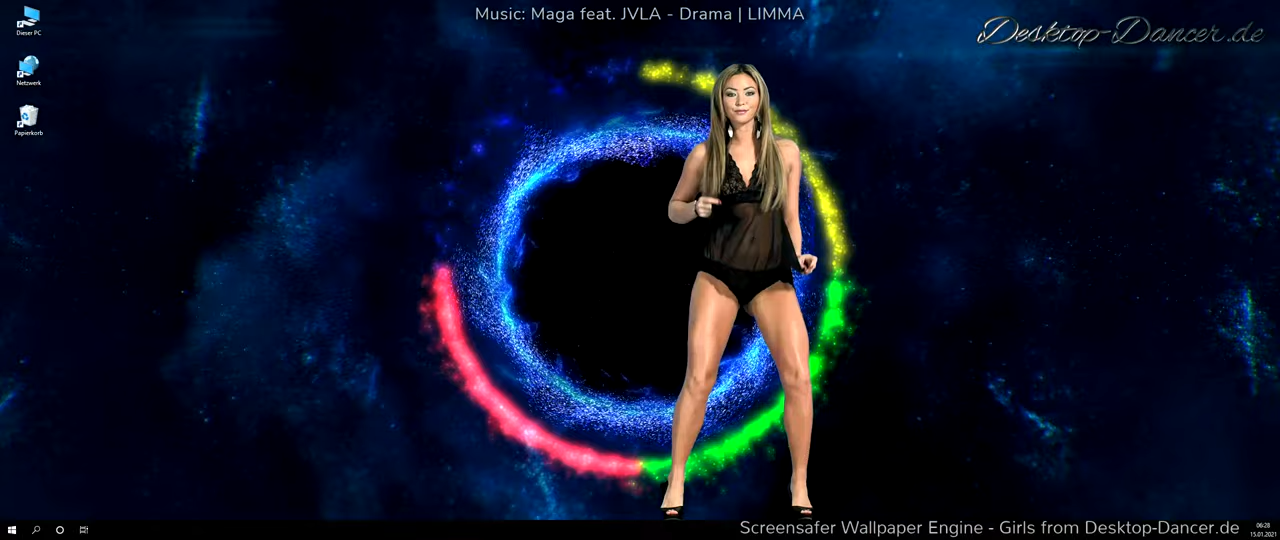 Music: Maga feat. JVLA - Drama | LIMMA
Desktop-Dancer.de
Dieser PC
Netzwerk
Papierkorb
Screensafer Wallpaper Engine - Girls from Desktop-Dancer.de
06:28
15.01.2021